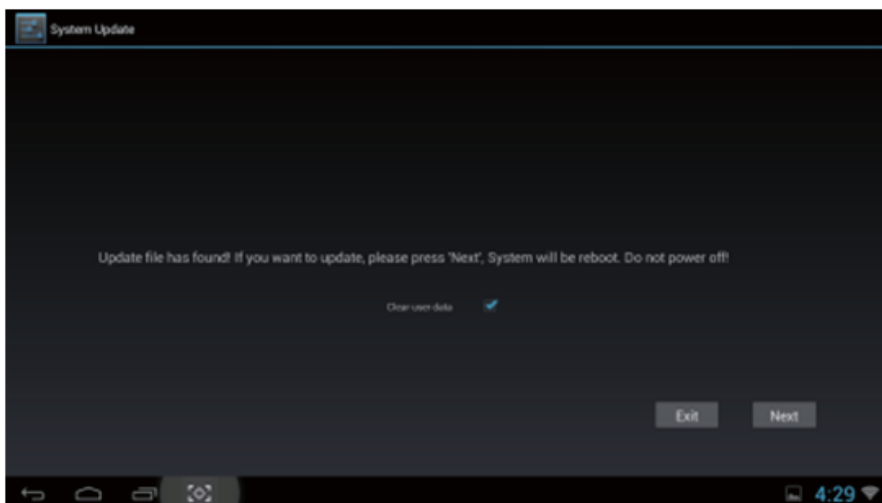 System Update
Update file has found! If you want to update, please press 'Next', System will be reboot. Do not power off!
Clear user data
Exit Next
4:29